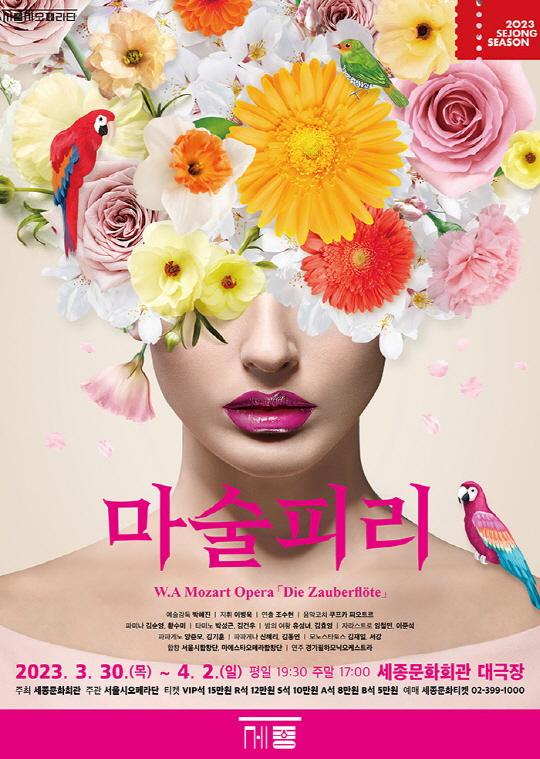 서울시오페라단
2023
SEJONG
SEASON
마술피리
W.A Mozart Opera「Die Zauberflöte」
예술감독 박혜진 | 지휘 이병욱 | 연출 조수현 | 음악코치 쿠프카 피오트르
파미나 김순영, 황수미 | 타미노 박성근, 김건우 | 밤의 여왕 유성녀, 김효영 | 자라스트로 임철민, 이준석
파파게노 양준모, 김기훈 | 파파게나 신혜리, 김동연 | 모노스타토스 김재일, 서강
합창 서울시합창단, 마에스타오페라합창단 | 연주 경기필하모닉오케스트라
2023. 3. 30.(목) ~ 4. 2.(일) 평일 19:30 주말 17:00 세종문화회관 대극장
주최 세종문화회관 주관 서울시오페라단 티켓 VIP석 15만원 R석 12만원 S석 10만원 A석 8만원 B석 5만원 예매 세종문화티켓 02-399-1000
세종